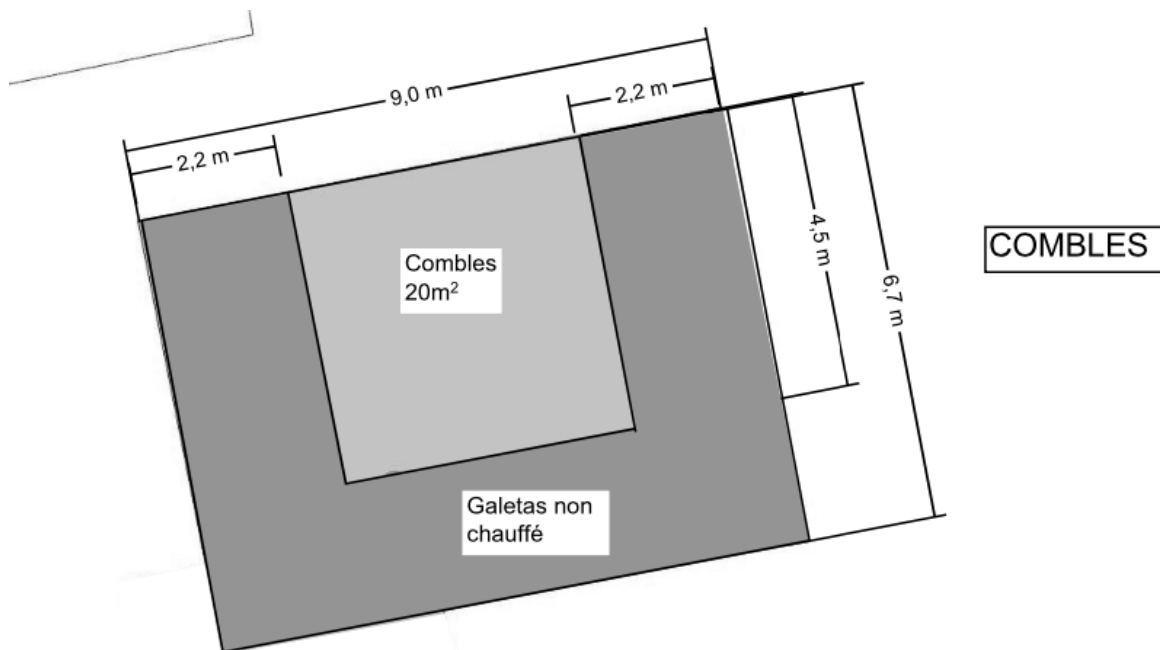 9,0 m
2,2 m
2,2 m
Combles
20m²
4,5 m
6,7 m
COMBLES
Galetas non
chauffé